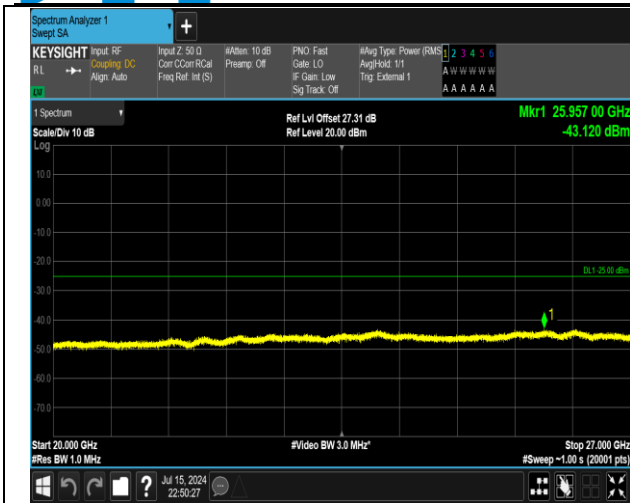 Spectrum Analyzer 1
Swept SA
+
KEYSIGHT
RL
Input: RF
Coupling: DC
Align: Auto
Input Z: 50 Ω
Corr CCorr RCal
Freq Ref: Int (S)
#Atten: 10 dB
Preamp: Off
PNO: Fast
Gate: LO
IF Gain: Low
Sig Track: Off
#Avg Type: Power (RMS
Avg|Hold: 1/1
Trig: External 1
1 2 3 4 5 6
A W W W W W
A A A A A A
1 Spectrum
Scale/Div 10 dB
Log
Ref Lvl Offset 27.31 dB
Ref Level 20.00 dBm
Mkr1 25.957 00 GHz
-43.120 dBm
10.0
0.00
-10.0
-20.0
DL1 -25.00 dBm
-30.0
-40.0
1
-50.0
-60.0
-70.0
Start 20.000 GHz
#Res BW 1.0 MHz
#Video BW 3.0 MHz*
Stop 27.000 GHz
#Sweep ~1.00 s (20001 pts)
?
Jul 15, 2024
22:50:27